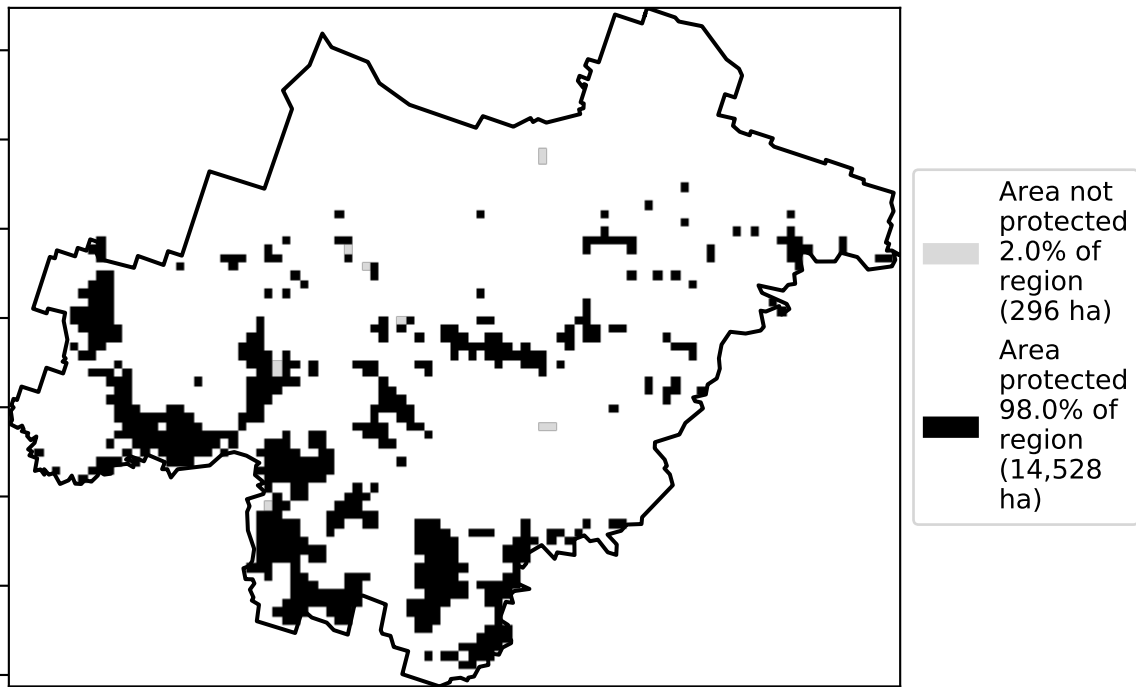 Area not
protected
2.0% of
region
(296 ha)
Area
protected
98.0% of
region
(14,528
ha)